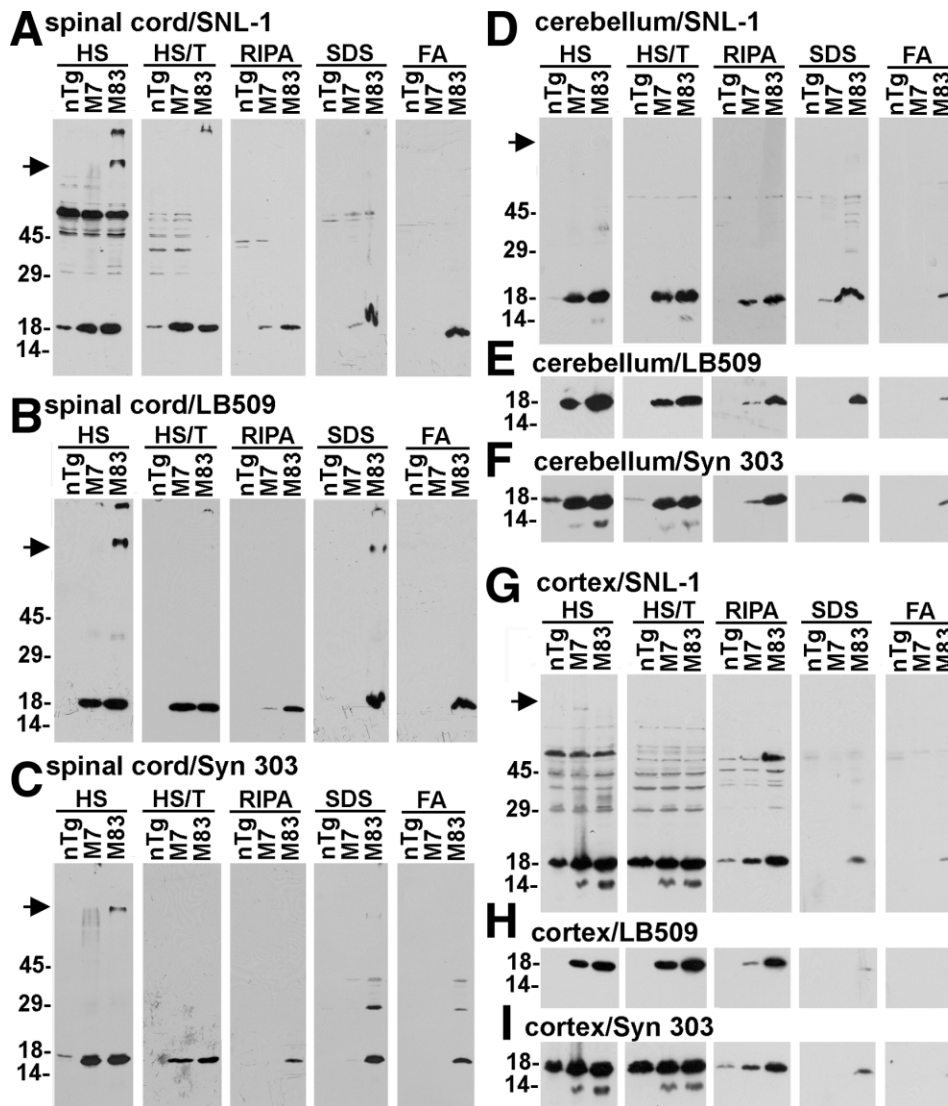 A spinal cord/SNL-1
HS HS/T RIPA SDS FA
nTg M7 M83 nTg M7 M83 nTg M7 M83 nTg M7 M83 nTg M7 M83
45-
29-
18-
14-
B spinal cord/LB509
HS HS/T RIPA SDS FA
nTg M7 M83 nTg M7 M83 nTg M7 M83 nTg M7 M83 nTg M7 M83
45-
29-
18-
14-
C spinal cord/Syn 303
HS HS/T RIPA SDS FA
nTg M7 M83 nTg M7 M83 nTg M7 M83 nTg M7 M83 nTg M7 M83
45-
29-
18-
14-
D cerebellum/SNL-1
HS HS/T RIPA SDS FA
nTg M7 M83 nTg M7 M83 nTg M7 M83 nTg M7 M83 nTg M7 M83
45-
29-
18-
14-
E cerebellum/LB509
18-
14-
F cerebellum/Syn 303
18-
14-
G cortex/SNL-1
HS HS/T RIPA SDS FA
nTg M7 M83 nTg M7 M83 nTg M7 M83 nTg M7 M83 nTg M7 M83
45-
29-
18-
14-
H cortex/LB509
18-
14-
I cortex/Syn 303
18-
14-